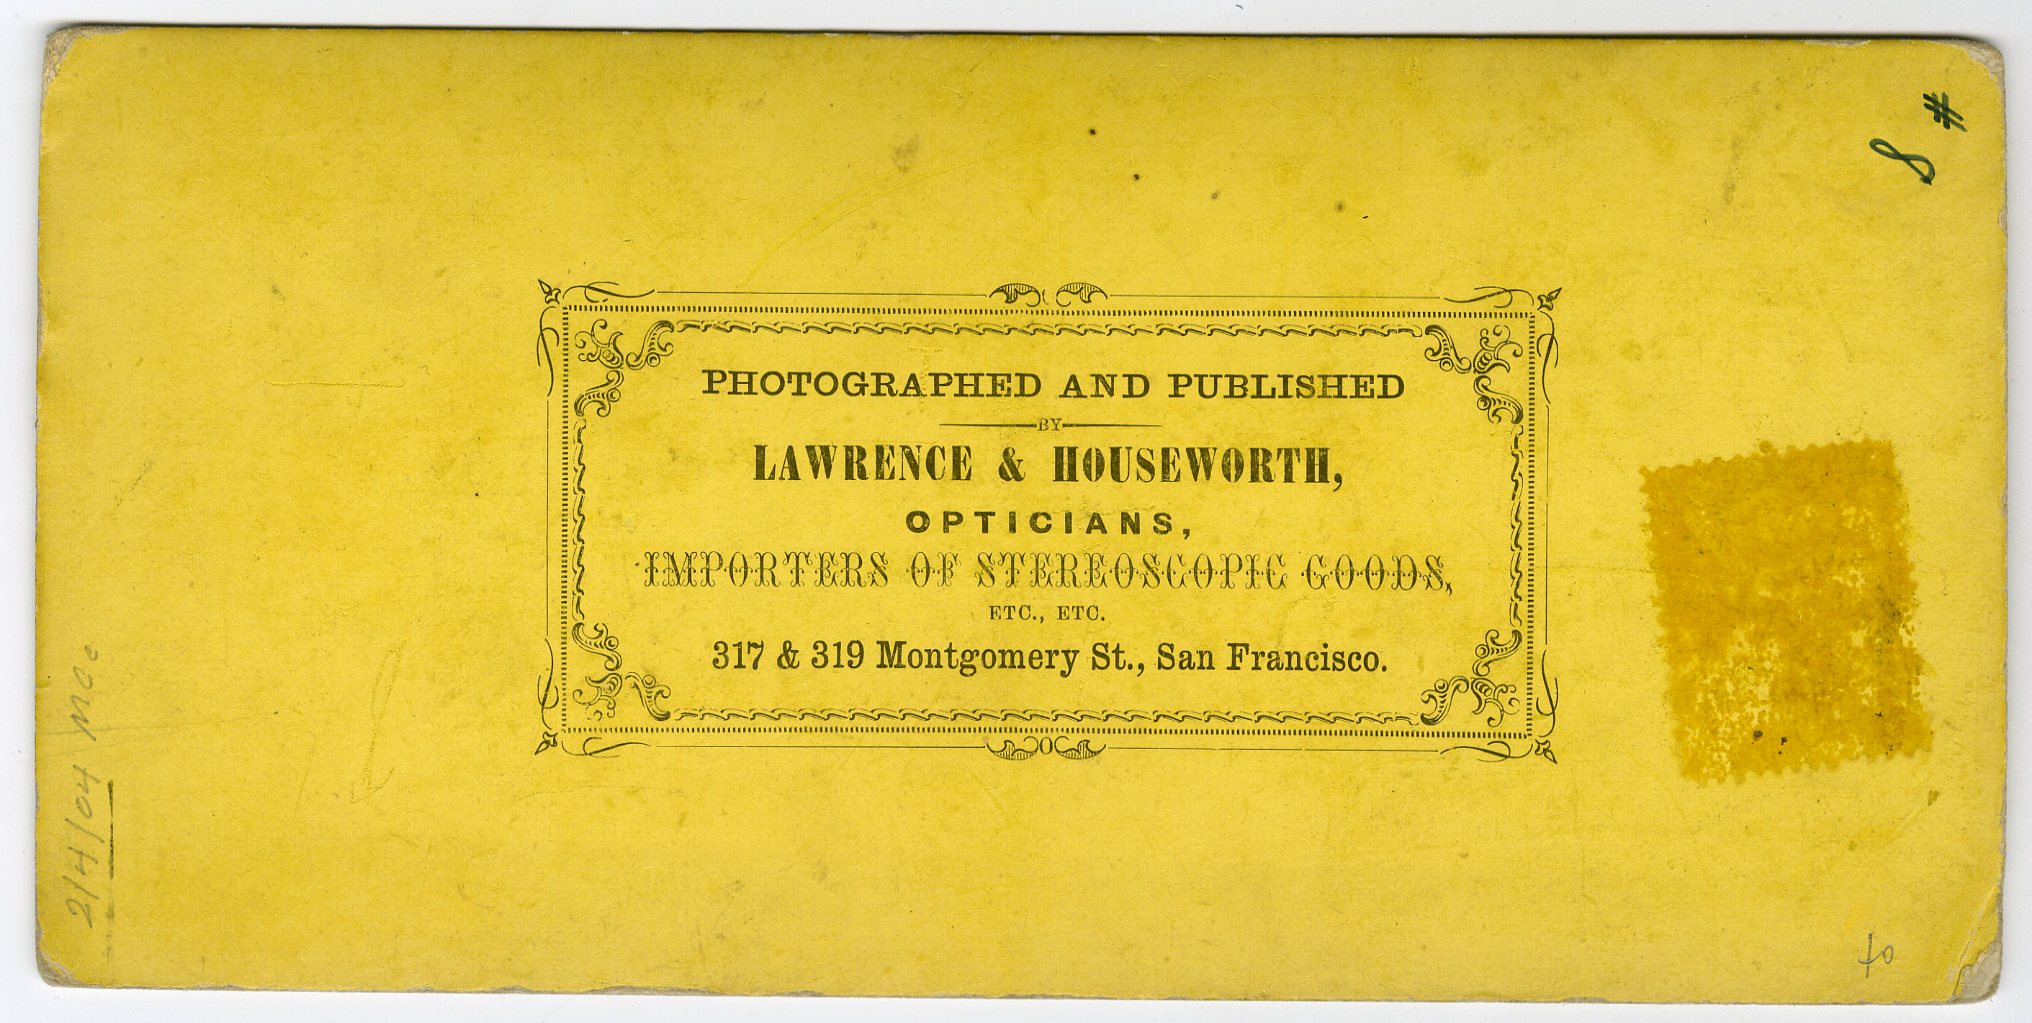 PHOTOGRAPHED AND PUBLISHED
BY
LAWRENCE & HOUSEWORTH,
OPTICIANS,
IMPORTERS OF STEREOSCOPIC GOODS,
ETC., ETC.
317 & 319 Montgomery St., San Francisco.
# 8
2/4/04